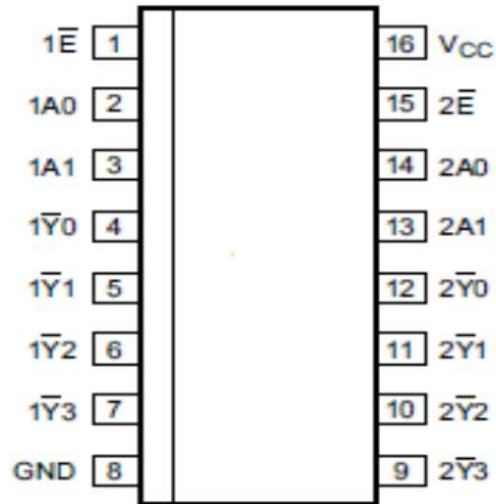 1E̅ 1 16 VCC
1A0 2 15 2E̅
1A1 3 14 2A0
1Y̅0 4 13 2A1
1Y̅1 5 12 2Y̅0
1Y̅2 6 11 2Y̅1
1Y̅3 7 10 2Y̅2
GND 8 9 2Y̅3